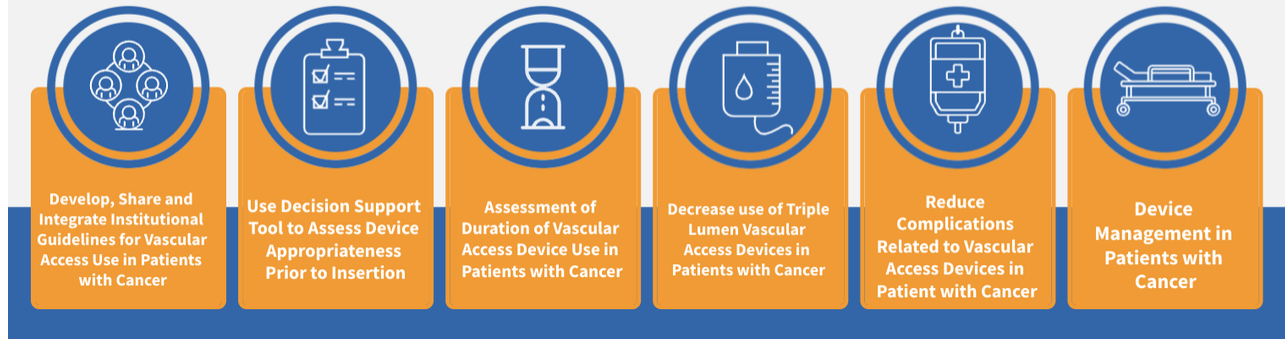 Develop, Share and
Integrate Institutional
Guidelines for Vascular
Access Use in Patients
with Cancer
Use Decision Support
Tool to Assess Device
Appropriateness
Prior to Insertion
Assessment of
Duration of Vascular
Access Device Use in
Patients with Cancer
Decrease use of Triple
Lumen Vascular
Access Devices in
Patients with Cancer
Reduce
Complications
Related to Vascular
Access Devices in
Patient with Cancer
Device
Management in
Patients with
Cancer